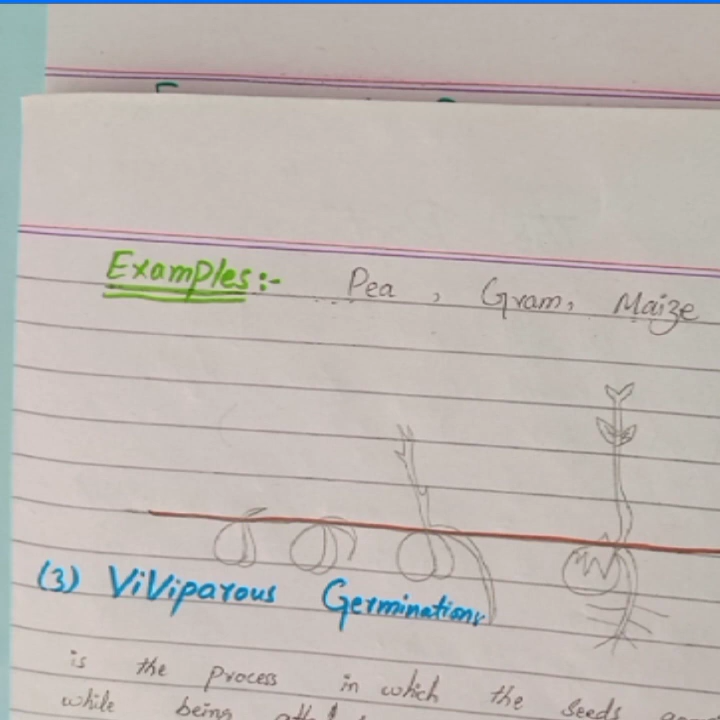 Examples:- Pea, Gram, Maize
(3) Viviparous Germination:
is the process in which the seeds
while being